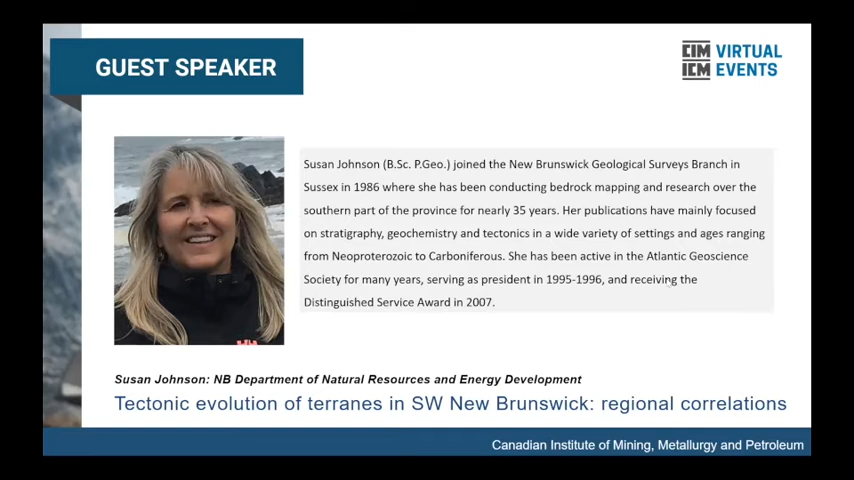 GUEST SPEAKER
CIM VIRTUAL
ICM EVENTS
Susan Johnson (B.Sc. P.Geo.) joined the New Brunswick Geological Surveys Branch in
Sussex in 1986 where she has been conducting bedrock mapping and research over the
southern part of the province for nearly 35 years. Her publications have mainly focused
on stratigraphy, geochemistry and tectonics in a wide variety of settings and ages ranging
from Neoproterozoic to Carboniferous. She has been active in the Atlantic Geoscience
Society for many years, serving as president in 1995-1996, and receiving the
Distinguished Service Award in 2007.
Susan Johnson: NB Department of Natural Resources and Energy Development
Tectonic evolution of terranes in SW New Brunswick: regional correlations
Canadian Institute of Mining, Metallurgy and Petroleum